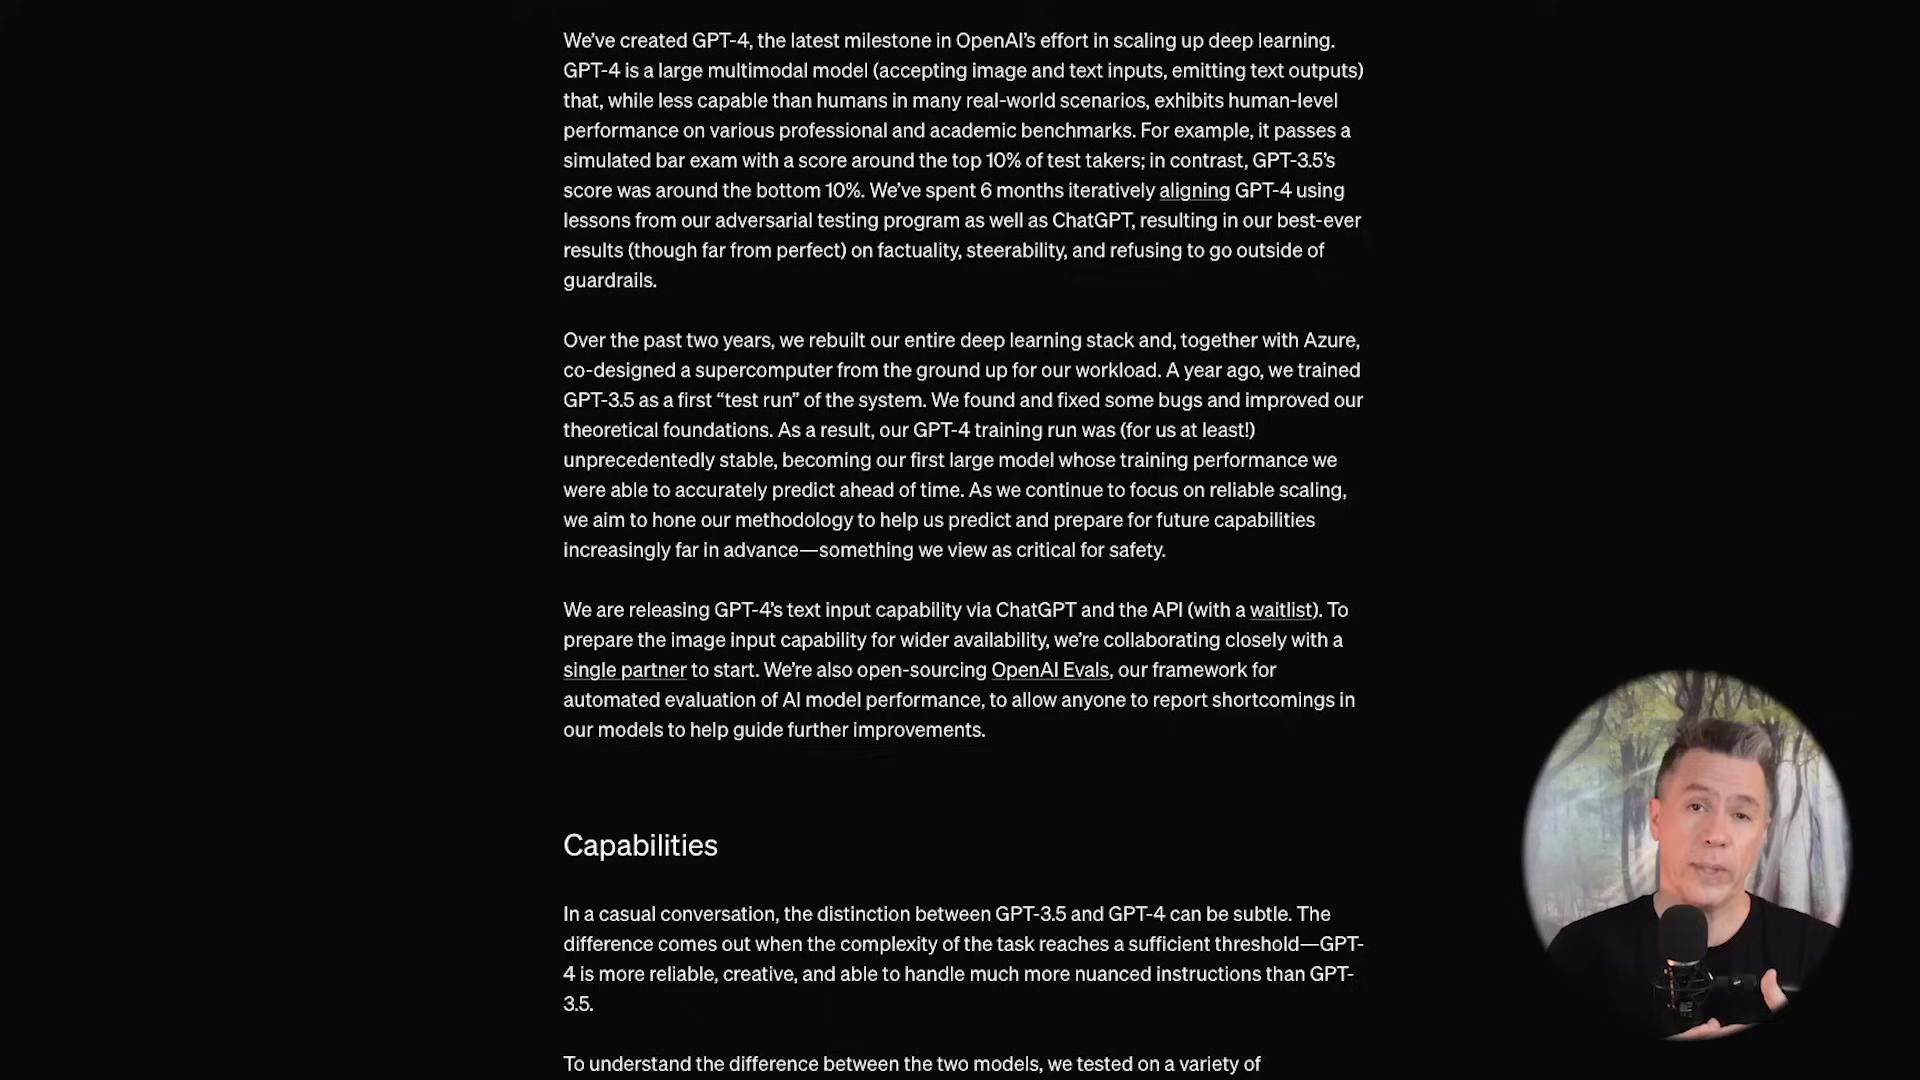 We’ve created GPT-4, the latest milestone in OpenAI’s effort in scaling up deep learning.
GPT-4 is a large multimodal model (accepting image and text inputs, emitting text outputs)
that, while less capable than humans in many real-world scenarios, exhibits human-level
performance on various professional and academic benchmarks. For example, it passes a
simulated bar exam with a score around the top 10% of test takers; in contrast, GPT-3.5’s
score was around the bottom 10%. We’ve spent 6 months iteratively aligning GPT-4 using
lessons from our adversarial testing program as well as ChatGPT, resulting in our best-ever
results (though far from perfect) on factuality, steerability, and refusing to go outside of
guardrails.
Over the past two years, we rebuilt our entire deep learning stack and, together with Azure,
co-designed a supercomputer from the ground up for our workload. A year ago, we trained
GPT-3.5 as a first “test run” of the system. We found and fixed some bugs and improved our
theoretical foundations. As a result, our GPT-4 training run was (for us at least!)
unprecedentedly stable, becoming our first large model whose training performance we
were able to accurately predict ahead of time. As we continue to focus on reliable scaling,
we aim to hone our methodology to help us predict and prepare for future capabilities
increasingly far in advance—something we view as critical for safety.
We are releasing GPT-4’s text input capability via ChatGPT and the API (with a waitlist). To
prepare the image input capability for wider availability, we’re collaborating closely with a
single partner to start. We’re also open-sourcing OpenAI Evals, our framework for
automated evaluation of AI model performance, to allow anyone to report shortcomings in
our models to help guide further improvements.
Capabilities
In a casual conversation, the distinction between GPT-3.5 and GPT-4 can be subtle. The
difference comes out when the complexity of the task reaches a sufficient threshold—GPT-
4 is more reliable, creative, and able to handle much more nuanced instructions than GPT-
3.5.
To understand the difference between the two models, we tested on a variety of